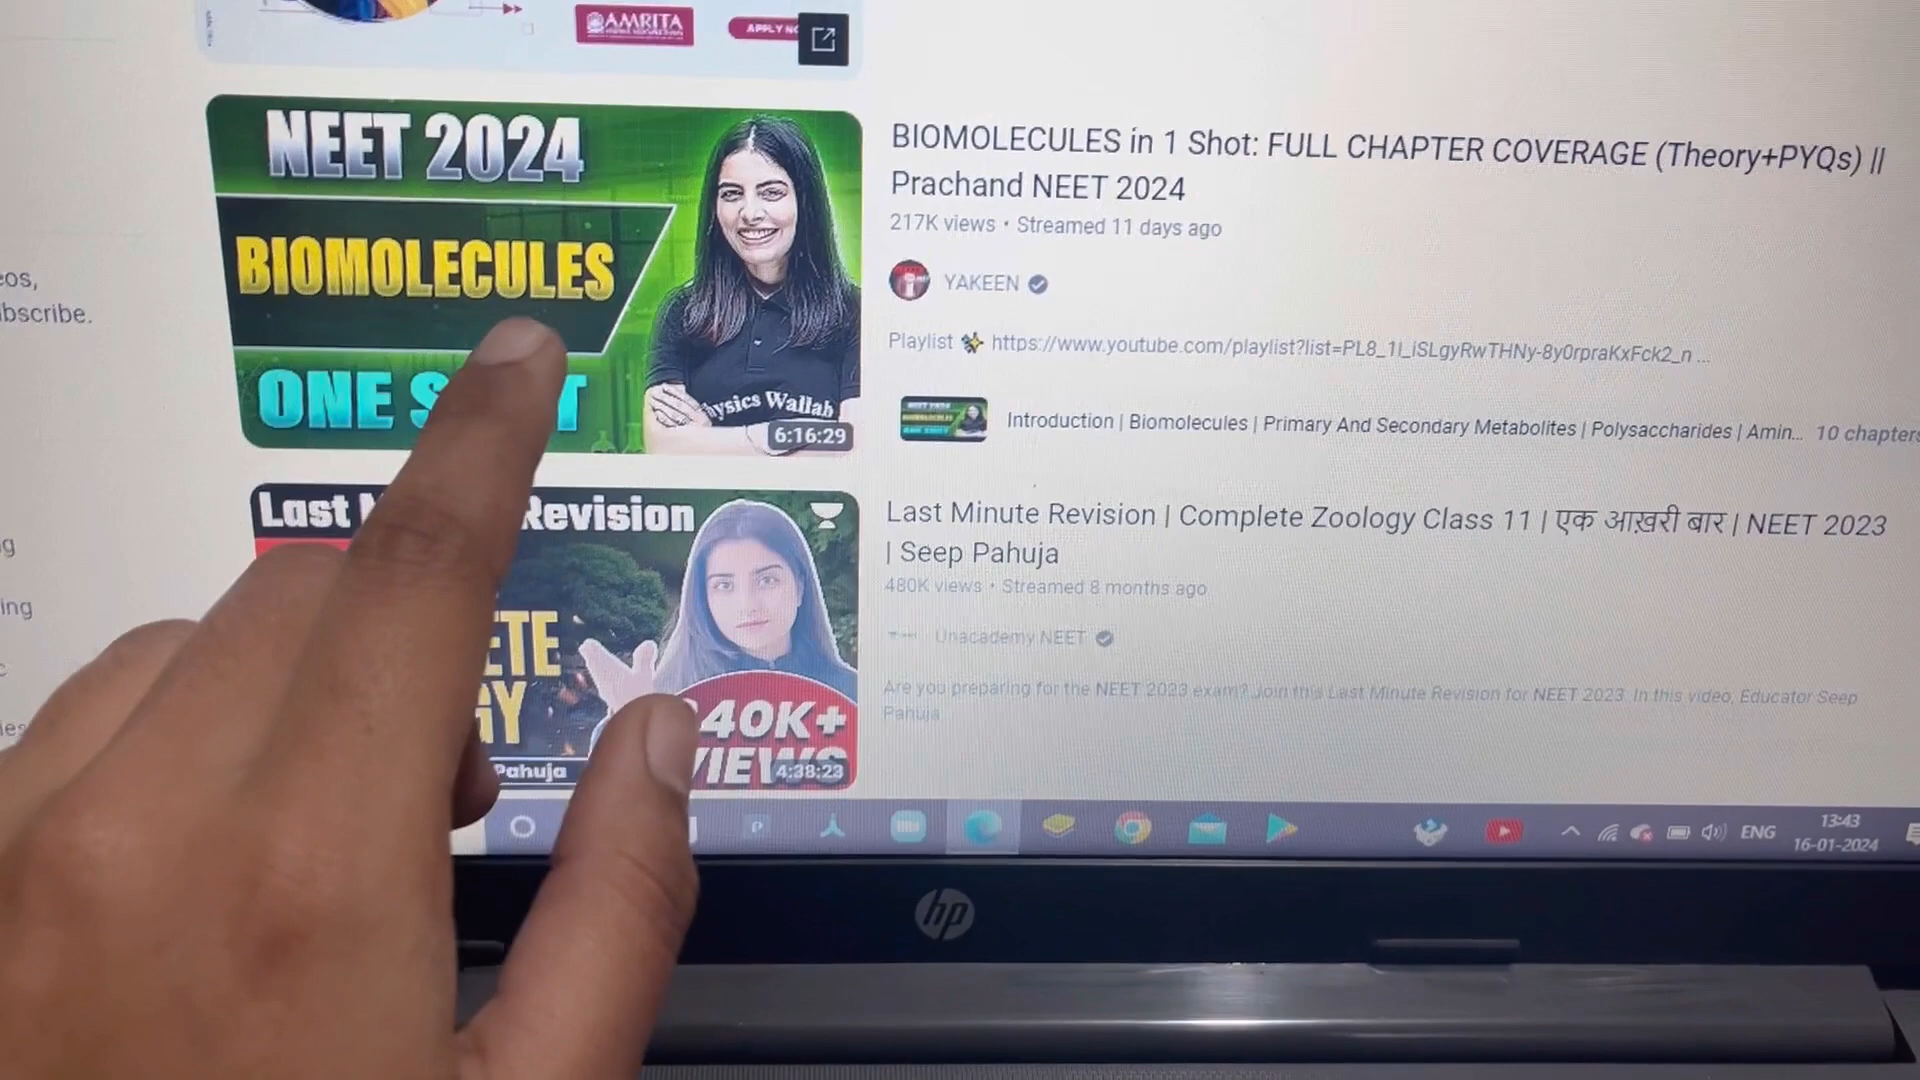 AMRITA
APPLY NO
NEET 2024
BIOMOLECULES
ONE S T
ysics Wallah
6:16:29
BIOMOLECULES in 1 Shot: FULL CHAPTER COVERAGE (Theory+PYQs) ||
Prachand NEET 2024
217K views • Streamed 11 days ago
YAKEEN
Playlist ✨ https://www.youtube.com/playlist?list=PL8_1l_iSLgyRwTHNy-8y0rpraKxFck2_n ...
Introduction | Biomolecules | Primary And Secondary Metabolites | Polysaccharides | Amin... 10 chapters
eos,
ubscribe.
g
ing
Last Revision
ETE
GY
Pahuja
40K+
VIEWS
4:38:23
Last Minute Revision | Complete Zoology Class 11 | एक आख़री बार | NEET 2023
| Seep Pahuja
480K views • Streamed 8 months ago
Unacademy NEET
Are you preparing for the NEET 2023 exam? Join this Last Minute Revision for NEET 2023. In this video, Educator Seep
Pahuja
ENG
13:43
16-01-2024
hp